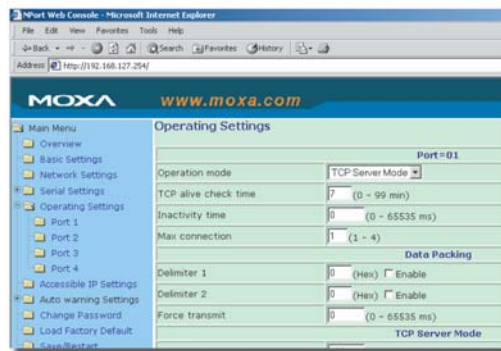 NPort Web Console - Microsoft Internet Explorer
File Edit View Favorites Tools Help
Back Search Favorites History
Address http://192.168.127.254/
MOXA www.moxa.com
Main Menu
Overview
Basic Settings
Network Settings
Serial Settings
Operating Settings
Port 1
Port 2
Port 3
Port 4
Accessible IP Settings
Auto warning Settings
Change Password
Load Factory Default
Save/Restart
Operating Settings
Port=01
Operation mode TCP Server Mode
TCP alive check time 7 (0 - 99 min)
Inactivity time 0 (0 - 65535 ms)
Max connection 1 (1 - 4)
Data Packing
Delimiter 1 0 (Hex) Enable
Delimiter 2 0 (Hex) Enable
Force transmit 0 (0 - 65535 ms)
TCP Server Mode